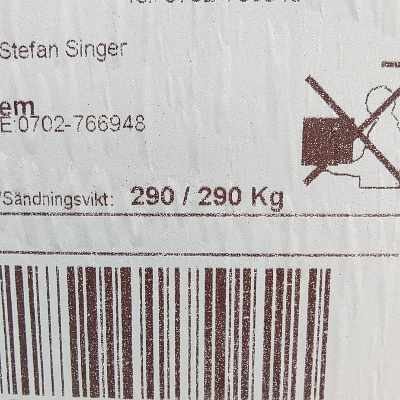 Stefan Singer
em
E:0702-766948
/Sändningsvikt: 290 / 290 Kg